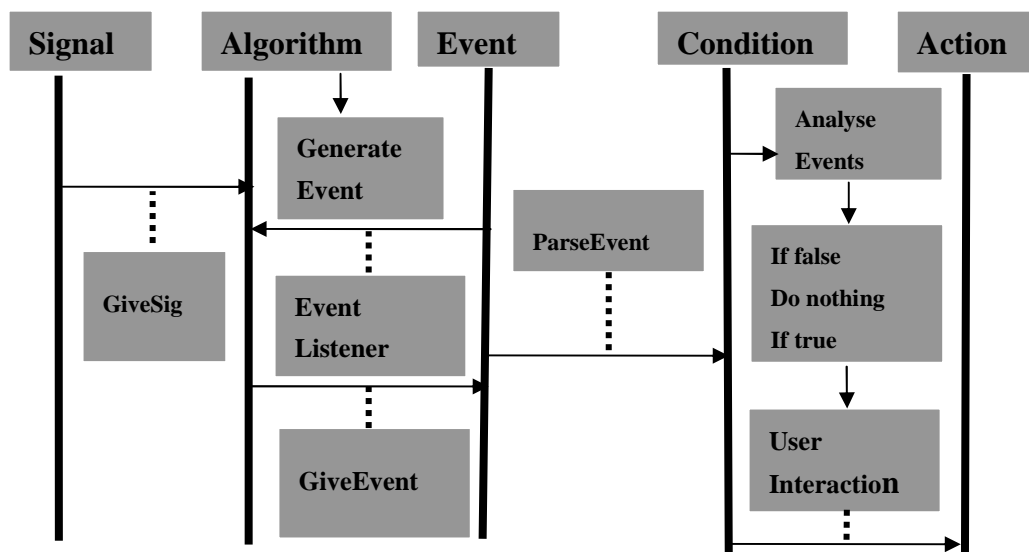 Signal
Algorithm
Event
Condition
Action
Generate
Event
Analyse
Events
ParseEvent
GiveSig
Event
Listener
If false
Do nothing
If true
GiveEvent
User
Interaction